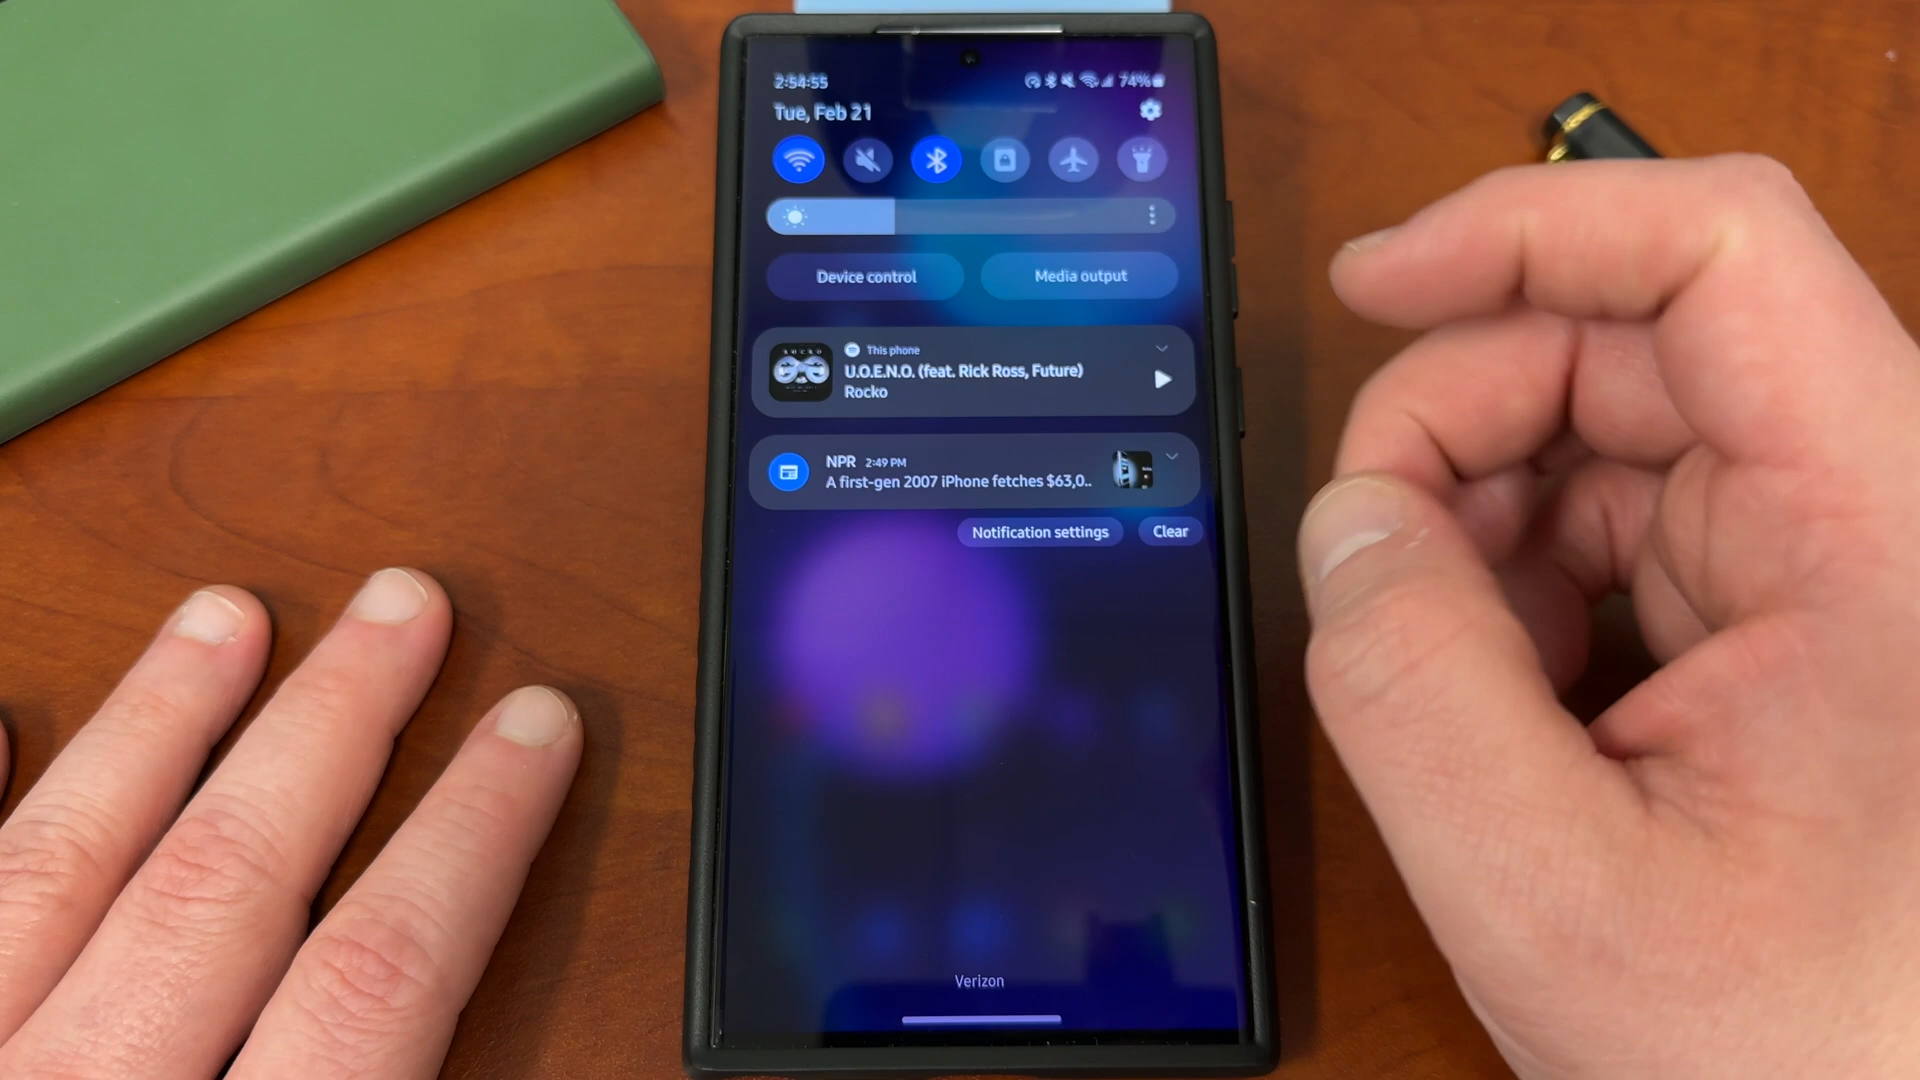 2:54:55
74%
Tue, Feb 21
Device control
Media output
ROCKO
This phone
U.O.E.N.O. (feat. Rick Ross, Future)
Rocko
NPR 2:49 PM
A first-gen 2007 iPhone fetches $63,0..
Notification settings
Clear
Verizon